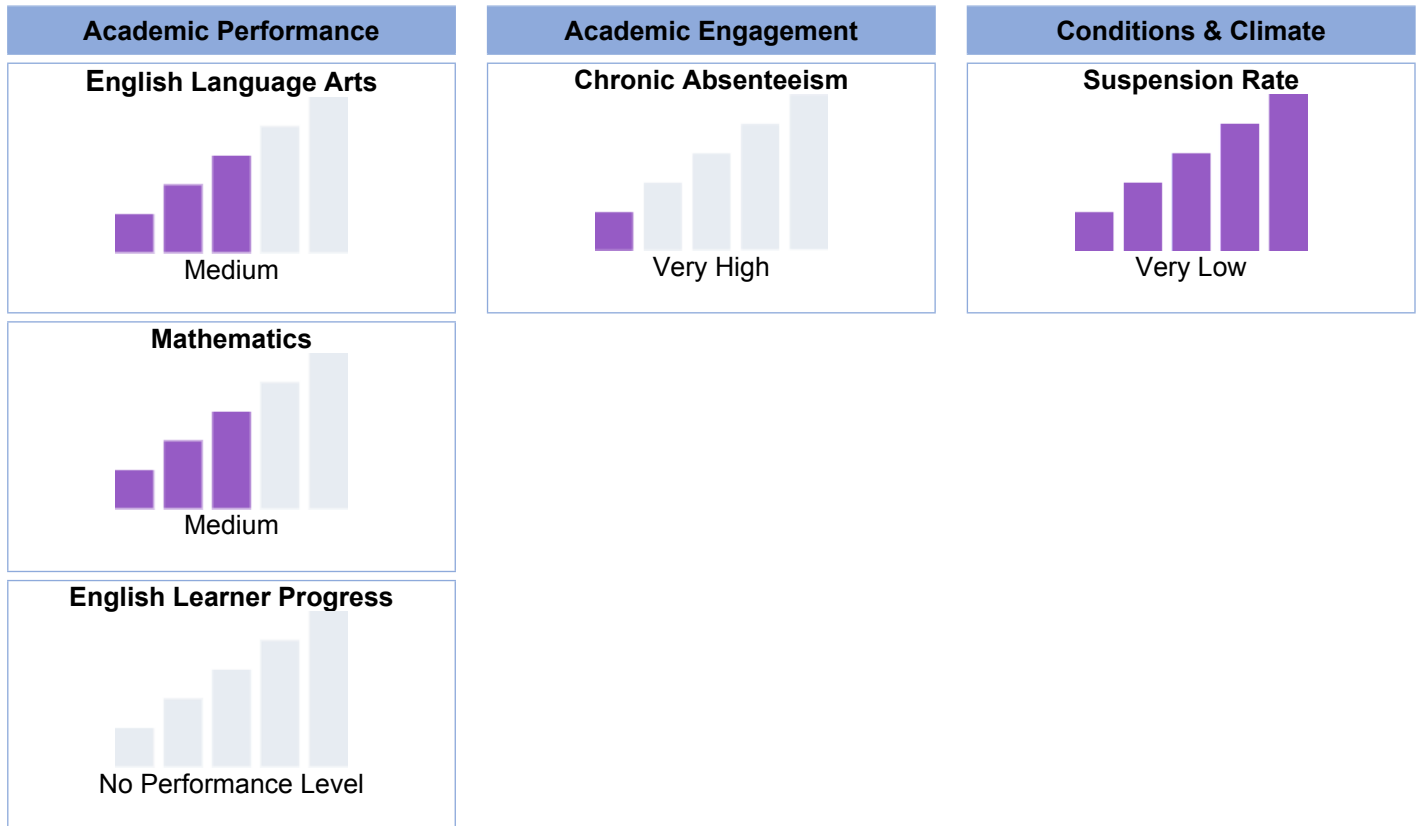 Academic Performance
English Language Arts
Medium
Mathematics
Medium
English Learner Progress
No Performance Level
Academic Engagement
Chronic Absenteeism
Very High
Conditions & Climate
Suspension Rate
Very Low